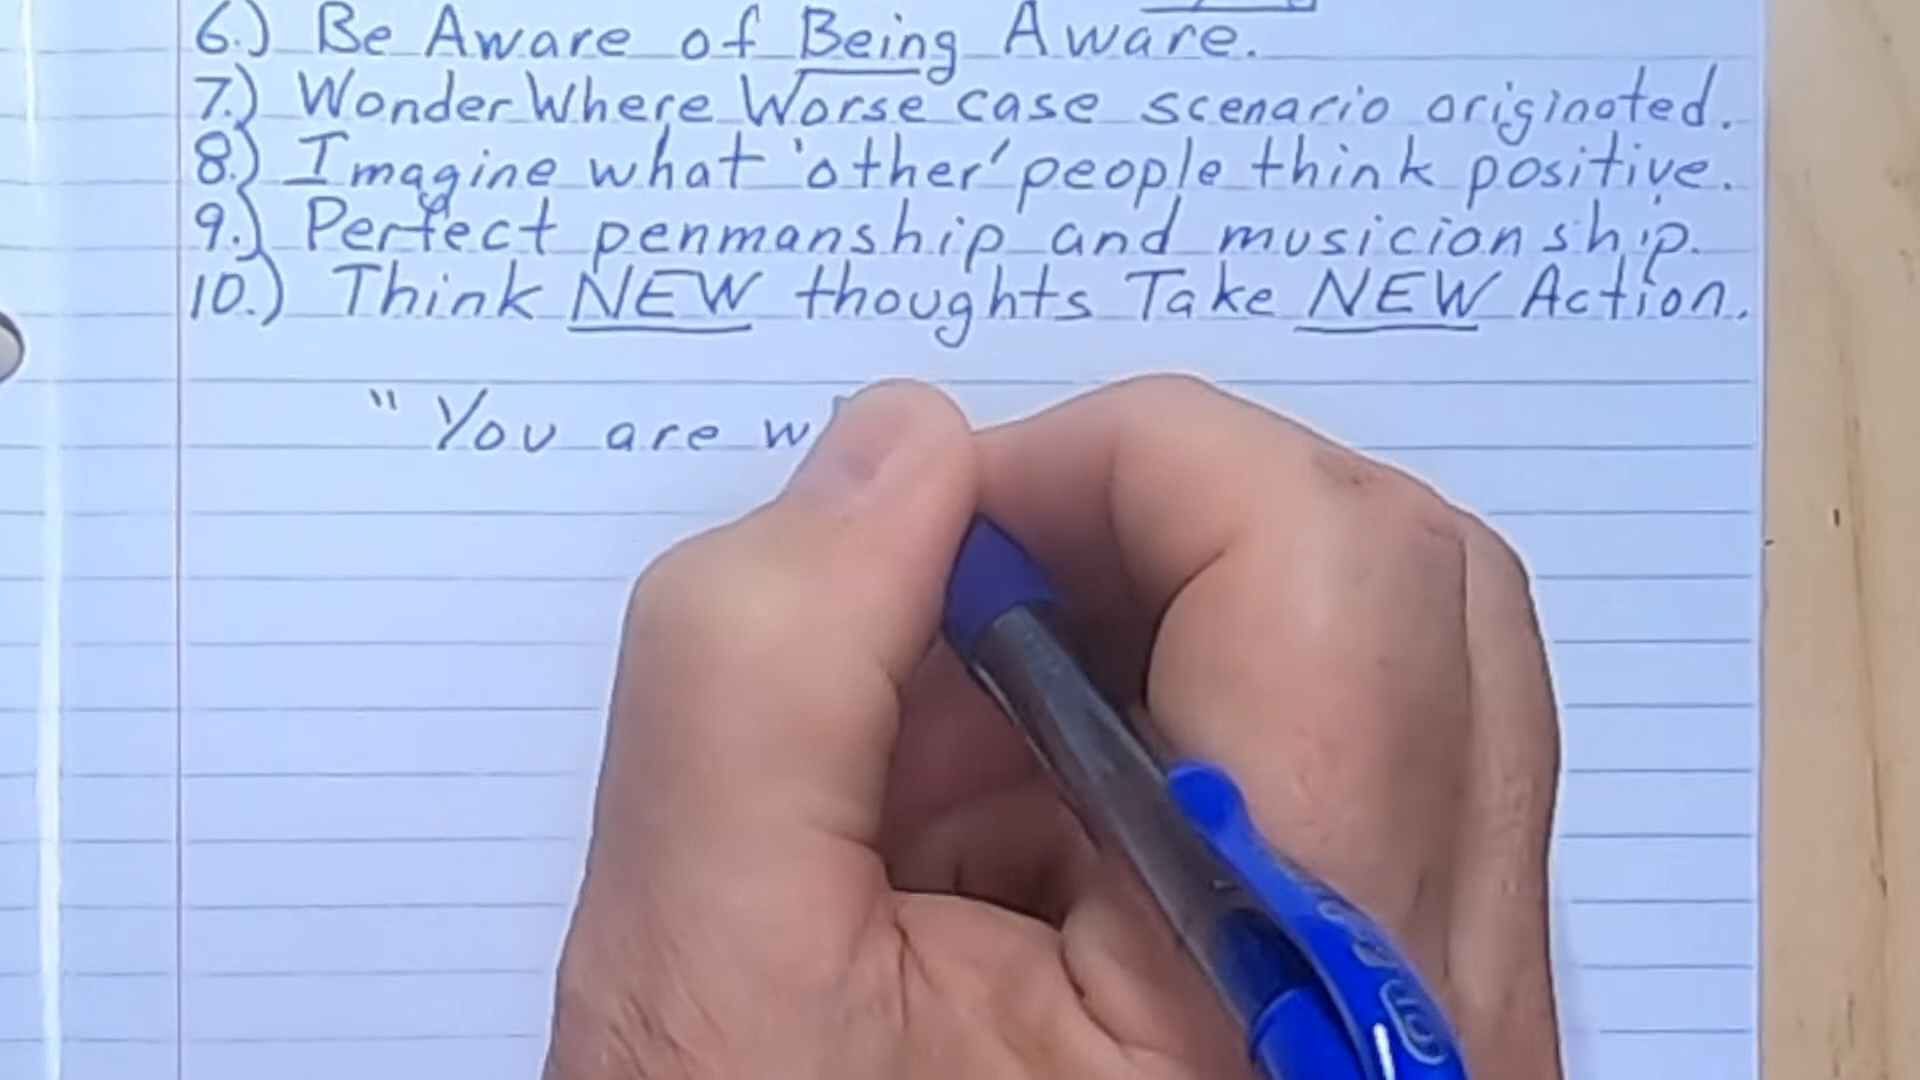 6.) Be Aware of Being Aware.
7.) Wonder Where Worse case scenario originated.
8.) Imagine what 'other' people think positive.
9.) Perfect penmanship and musicionship.
10.) Think NEW thoughts Take NEW Action.
" You are